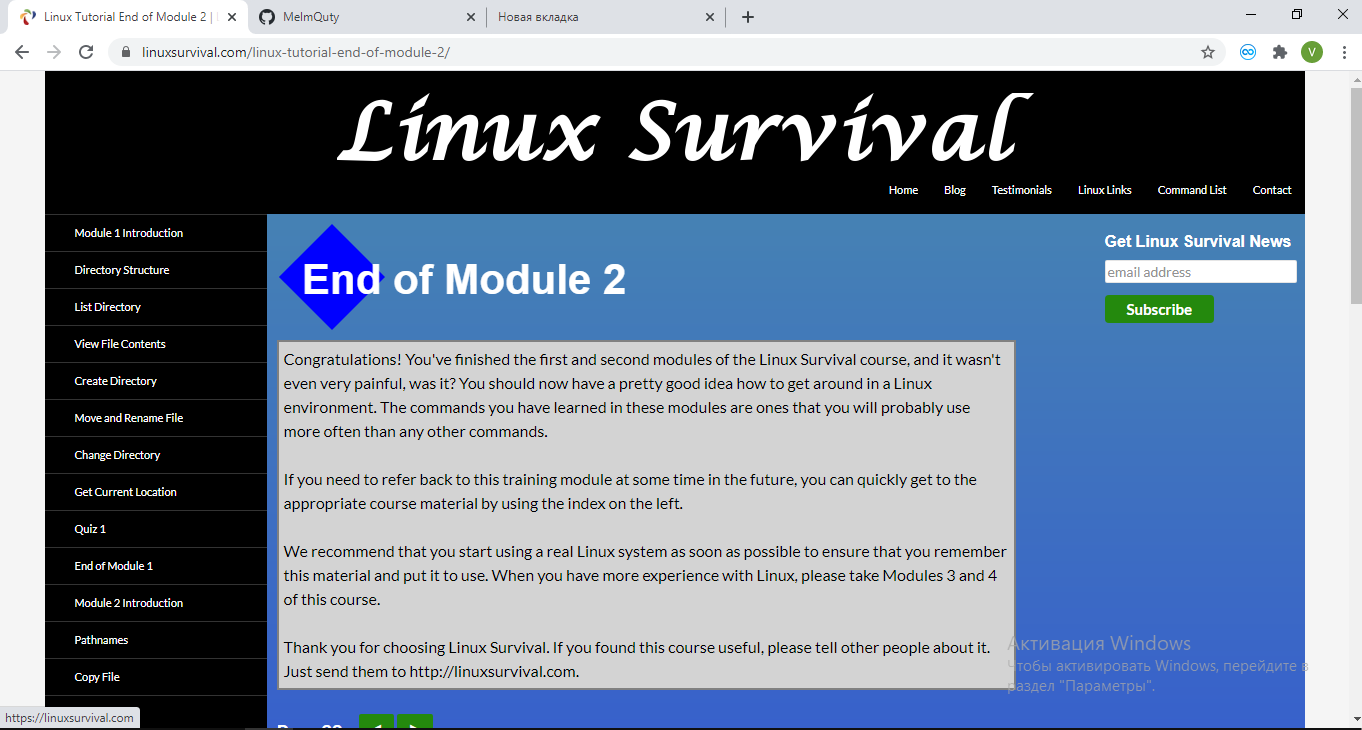 Linux Tutorial End of Module 2 |
MelmQuty
Новая вкладка
linuxsurvival.com/linux-tutorial-end-of-module-2/
V
Linux Survival
Home Blog Testimonials Linux Links Command List Contact
Module 1 Introduction
Directory Structure
List Directory
View File Contents
Create Directory
Move and Rename File
Change Directory
Get Current Location
Quiz 1
End of Module 1
Module 2 Introduction
Pathnames
Copy File
End of Module 2
Congratulations! You've finished the first and second modules of the Linux Survival course, and it wasn't
even very painful, was it? You should now have a pretty good idea how to get around in a Linux
environment. The commands you have learned in these modules are ones that you will probably use
more often than any other commands.
If you need to refer back to this training module at some time in the future, you can quickly get to the
appropriate course material by using the index on the left.
We recommend that you start using a real Linux system as soon as possible to ensure that you remember
this material and put it to use. When you have more experience with Linux, please take Modules 3 and 4
of this course.
Thank you for choosing Linux Survival. If you found this course useful, please tell other people about it.
Just send them to http://linuxsurvival.com.
Get Linux Survival News
email address
Subscribe
Активация Windows
Чтобы активировать Windows, перейдите в
раздел "Параметры".
https://linuxsurvival.com